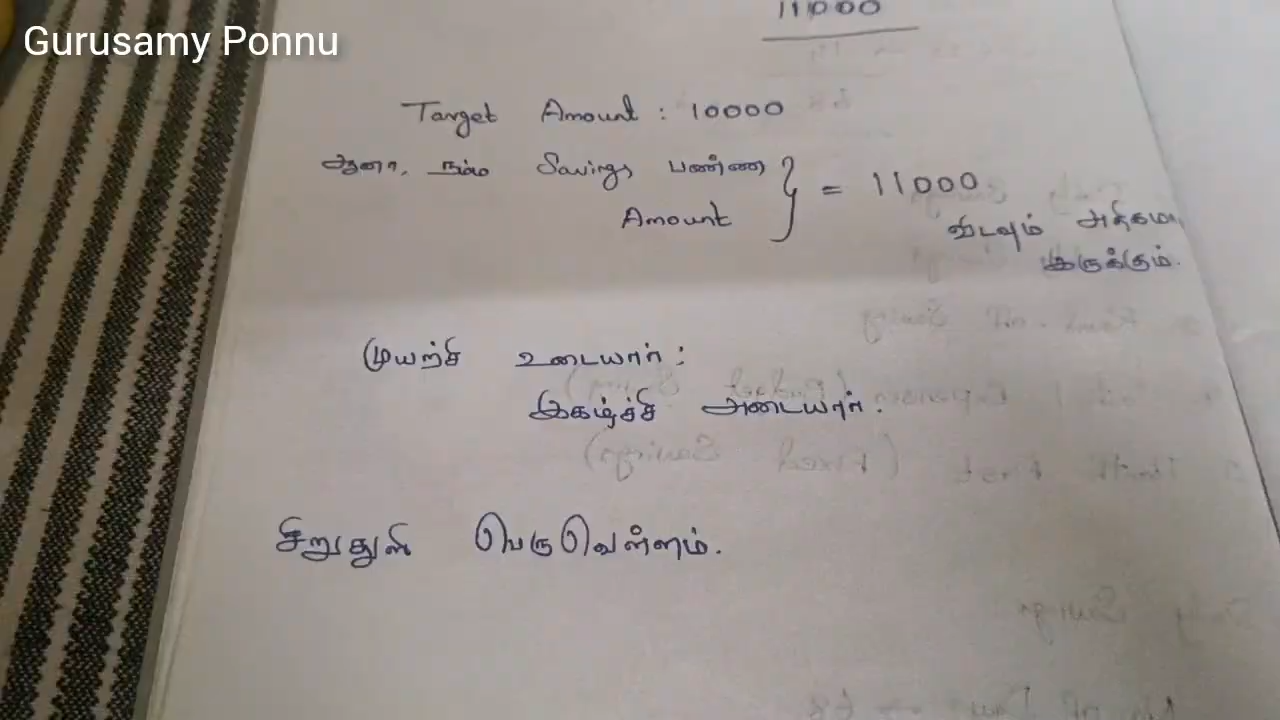 Gurusamy Ponnu
11000
Target Amount : 10000
ஆனா, நம்ம Savings பண்ண
Amount } = 11000
விடவும் அதிகமா
இருக்கும்.
முயற்சி உடையார் :
இகழ்ச்சி அடையார்.
சிறுதுளி பெருவெள்ளம்.